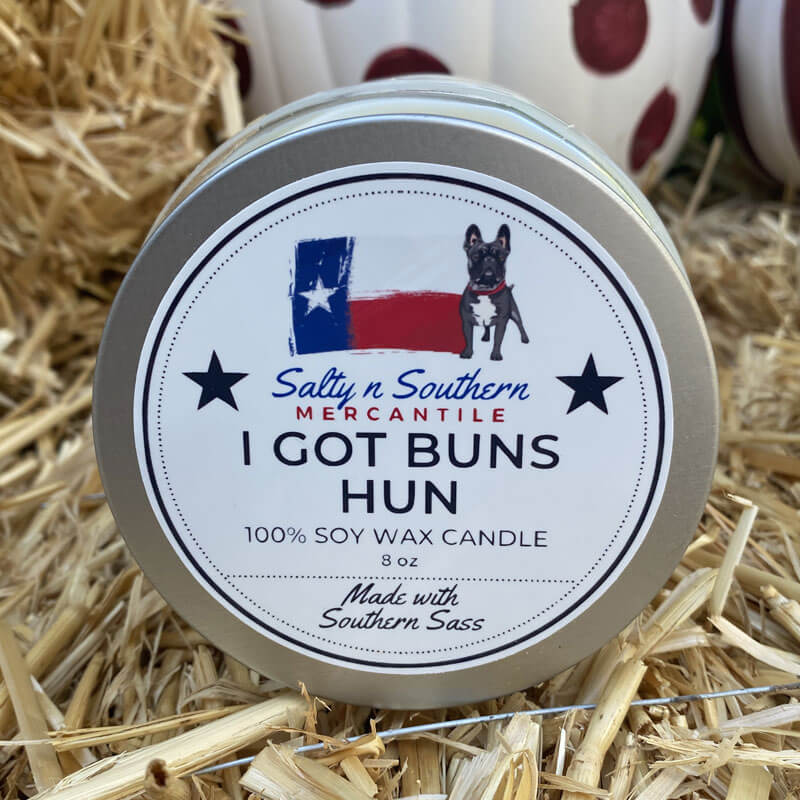 Salty n Southern
MERCANTILE
I GOT BUNS
HUN
100% SOY WAX CANDLE
8 oz
Made with
Southern Sass